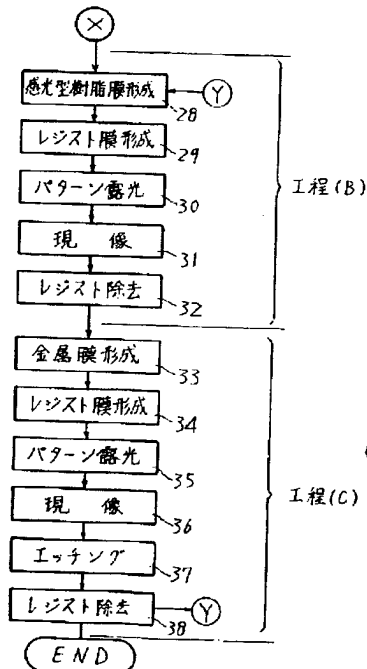 X
感光型樹脂膜形成
Y
28
レジスト膜形成
29
パターン露光
30
工程(B)
現 像
31
レジスト除去
32
金属膜形成
33
レジスト膜形成
34
パターン露光
35
工程(C)
現 像
36
エッチング
37
レジスト除去
Y
38
END